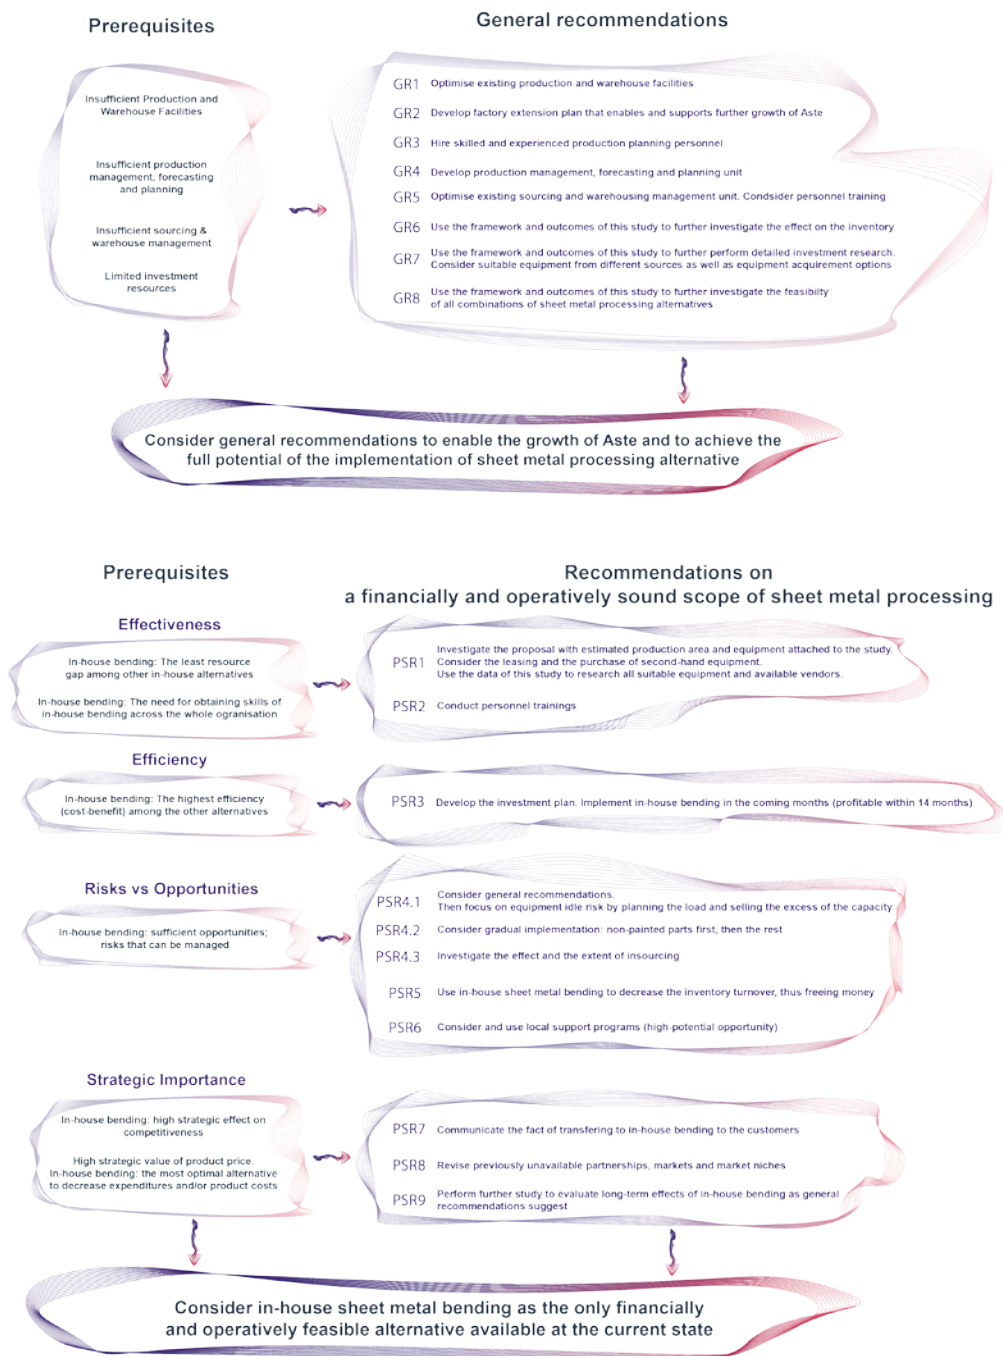 Prerequisites
General recommendations
Insufficient Production and
Warehouse Facilities
Insufficient production
management, forecasting
and planning
Insufficient sourcing &
warehouse management
Limited investment
resources
GR1 Optimise existing production and warehouse facilities
GR2 Develop factory extension plan that enables and supports further growth of Aste
GR3 Hire skilled and experienced production planning personnel
GR4 Develop production management, forecasting and planning unit
GR5 Optimise existing sourcing and warehousing management unit. Condsider personnel training
GR6 Use the framework and outcomes of this study to further investigate the effect on the inventory
GR7 Use the framework and outcomes of this study to further perform detailed investment research.
Consider suitable equipment from different sources as well as equipment acquirement options
GR8 Use the framework and outcomes of this study to further investigate the feasibilty
of all combinations of sheet metal processing alternatives
Consider general recommendations to enable the growth of Aste and to achieve the
full potential of the implementation of sheet metal processing alternative
Prerequisites
Recommendations on
a financially and operatively sound scope of sheet metal processing
Effectiveness
In-house bending: The least resource
gap among other in-house alternatives
In-house bending: The need for obtaining skills of
in-house bending across the whole ogranisation
PSR1 Investigate the proposal with estimated production area and equipment attached to the study.
Consider the leasing and the purchase of second-hand equipment.
Use the data of this study to research all suitable equipment and available vendors.
PSR2 Conduct personnel trainings
Efficiency
In-house bending: The highest efficiency
(cost-benefit) among the other alternatives
PSR3 Develop the investment plan. Implement in-house bending in the coming months (profitable within 14 months)
Risks vs Opportunities
In-house bending: sufficient opportunities;
risks that can be managed
PSR4.1 Consider general recommendations.
Then focus on equipment idle risk by planning the load and selling the excess of the capacity
PSR4.2 Consider gradual implementation: non-painted parts first, then the rest
PSR4.3 Investigate the effect and the extent of insourcing
PSR5 Use in-house sheet metal bending to decrease the inventory turnover, thus freeing money
PSR6 Consider and use local support programs (high-potential opportunity)
Strategic Importance
In-house bending: high strategic effect on
competitiveness
High strategic value of product price.
In-house bending: the most optimal alternative
to decrease expenditures and/or product costs
PSR7 Communicate the fact of transfering to in-house bending to the customers
PSR8 Revise previously unavailable partnerships, markets and market niches
PSR9 Perform further study to evaluate long-term effects of in-house bending as general
recommendations suggest
Consider in-house sheet metal bending as the only financially
and operatively feasible alternative available at the current state